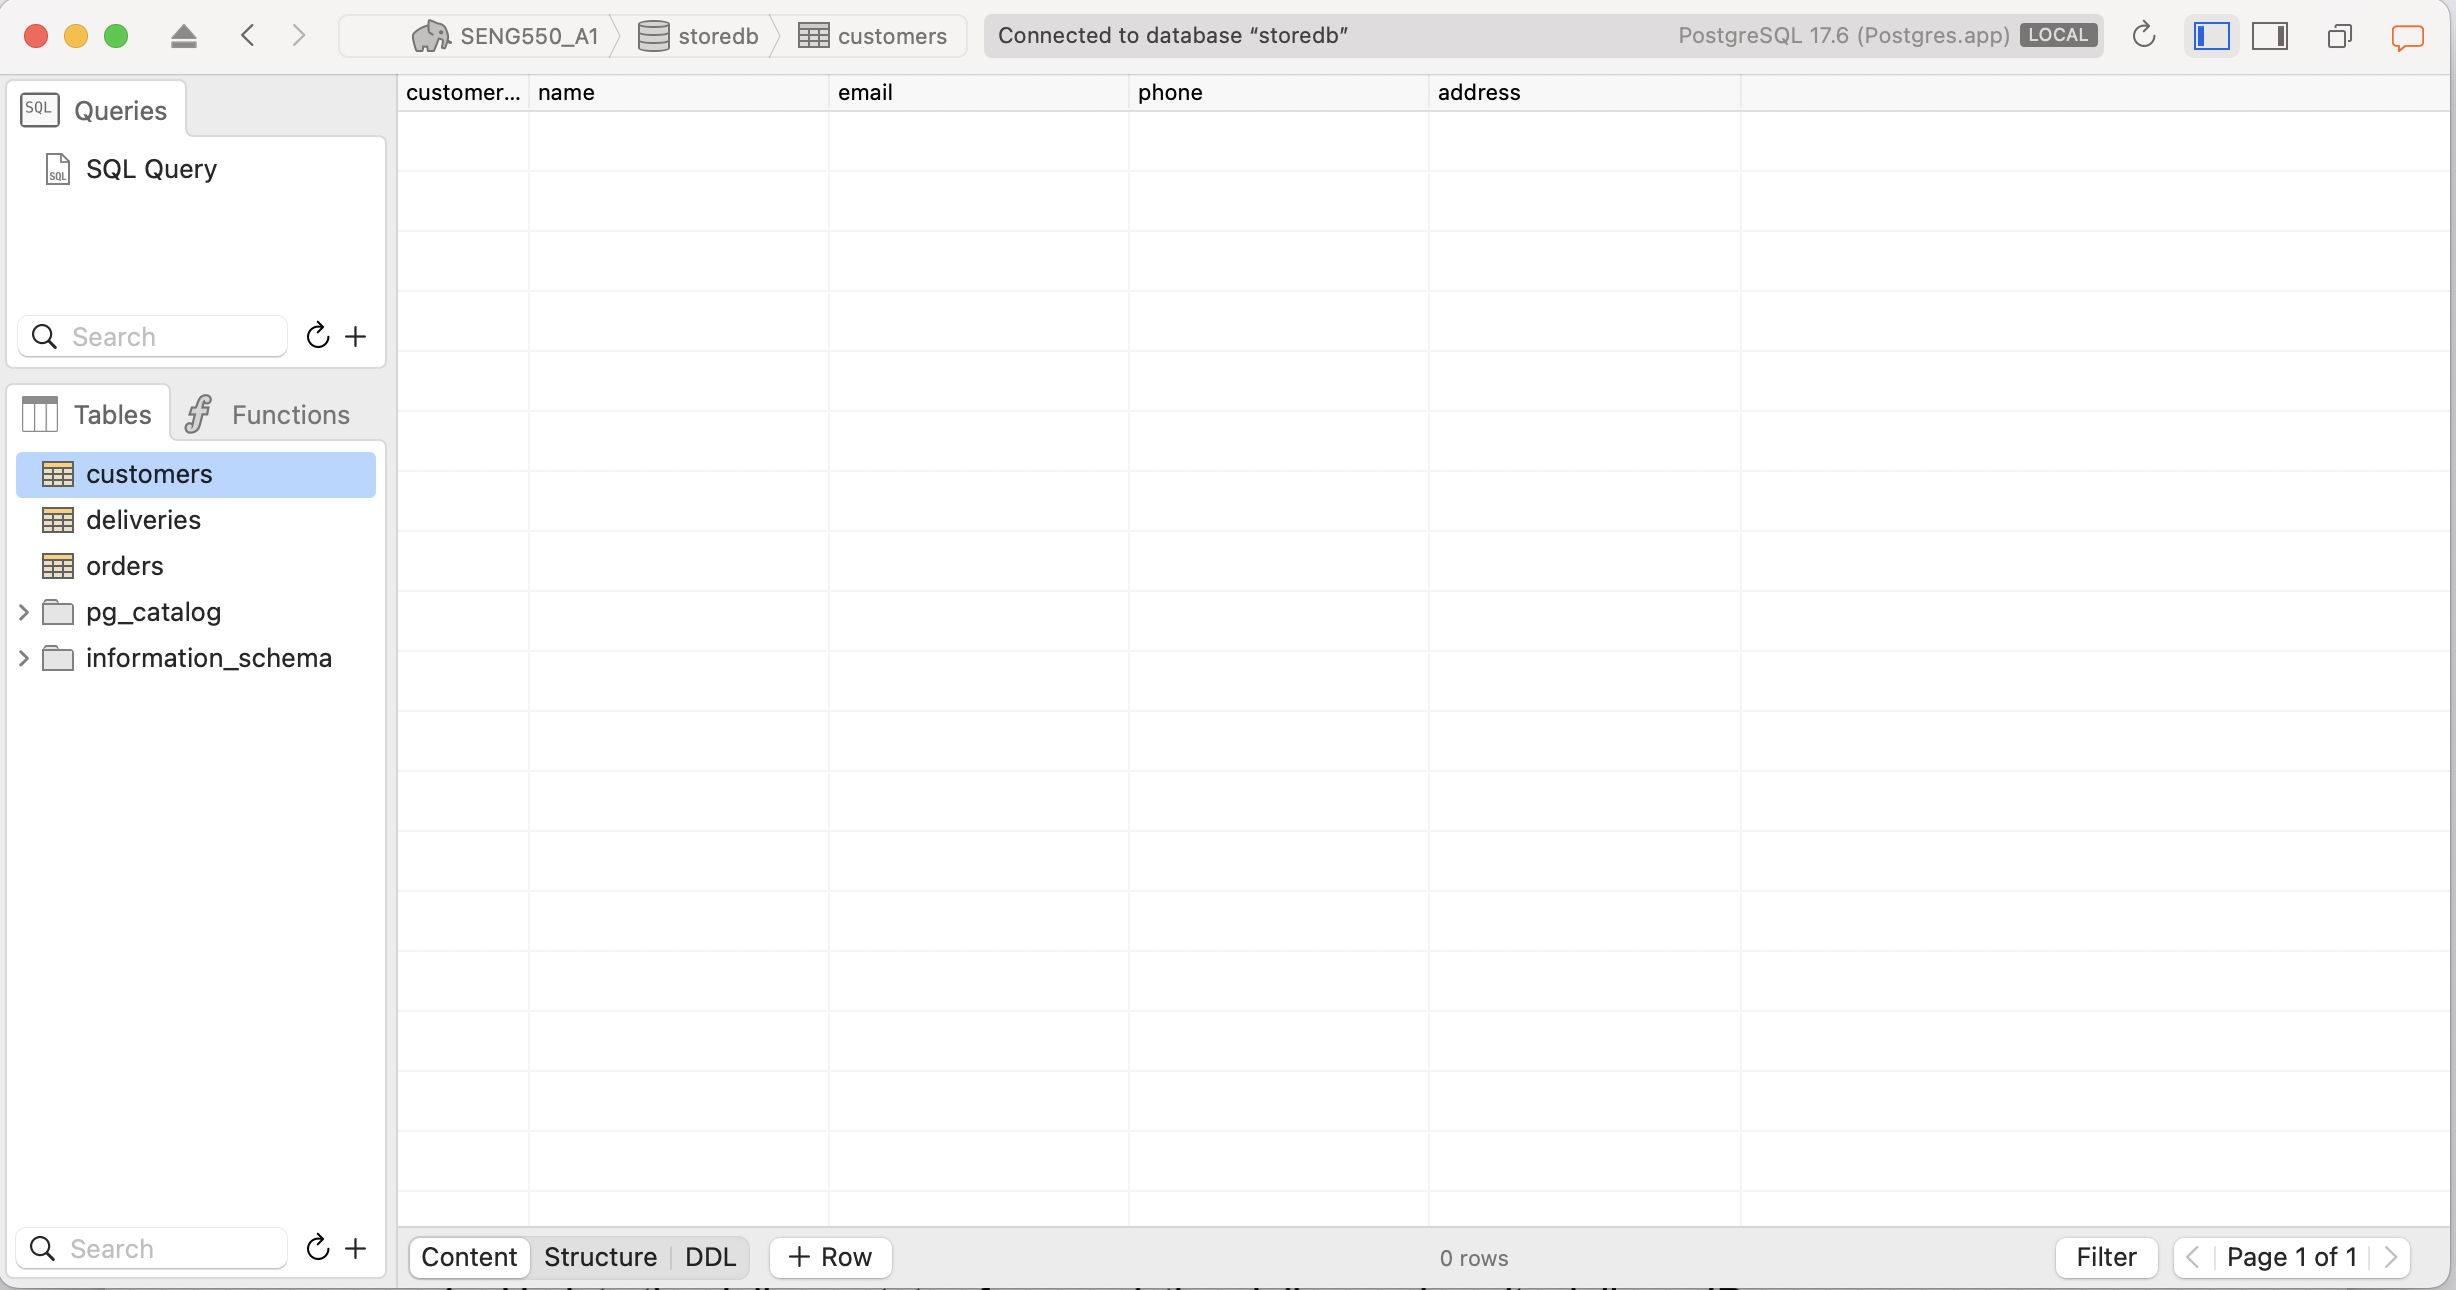 SENG550_A1 storedb customers Connected to database “storedb” PostgreSQL 17.6 (Postgres.app) LOCAL
SQL Queries
SQL SQL Query
Search
Tables Functions
customers
deliveries
orders
pg_catalog
information_schema
Search
customer... name email phone address
Content Structure DDL + Row 0 rows Filter Page 1 of 1